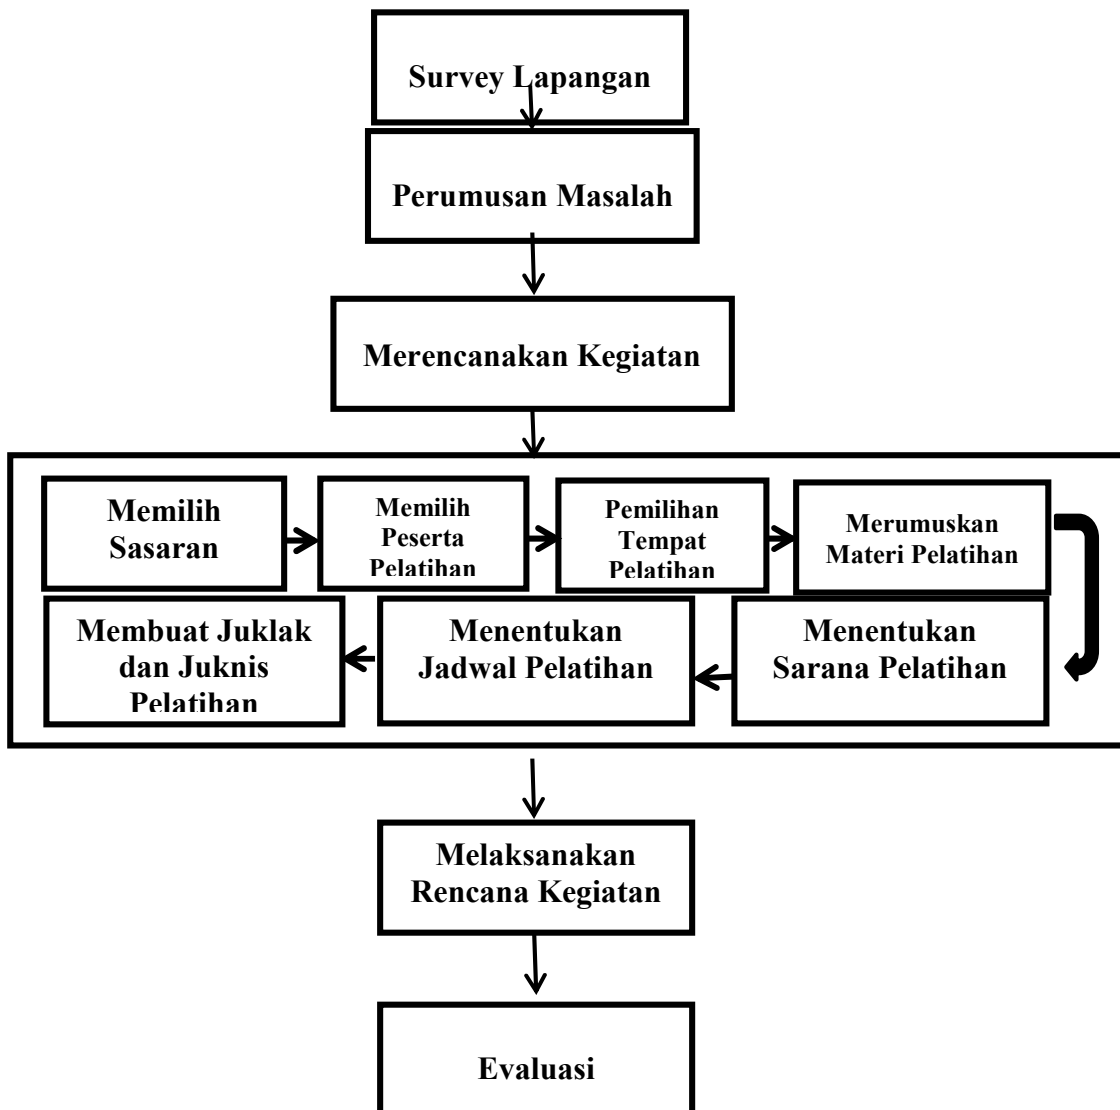 Survey Lapangan
Perumusan Masalah
Merencanakan Kegiatan
Memilih
Sasaran
Memilih
Peserta
Pelatihan
Pemilihan
Tempat
Pelatihan
Merumuskan
Materi Pelatihan
Menentukan
Sarana Pelatihan
Menentukan
Jadwal Pelatihan
Membuat Juklak
dan Juknis
Pelatihan
Melaksanakan
Rencana Kegiatan
Evaluasi